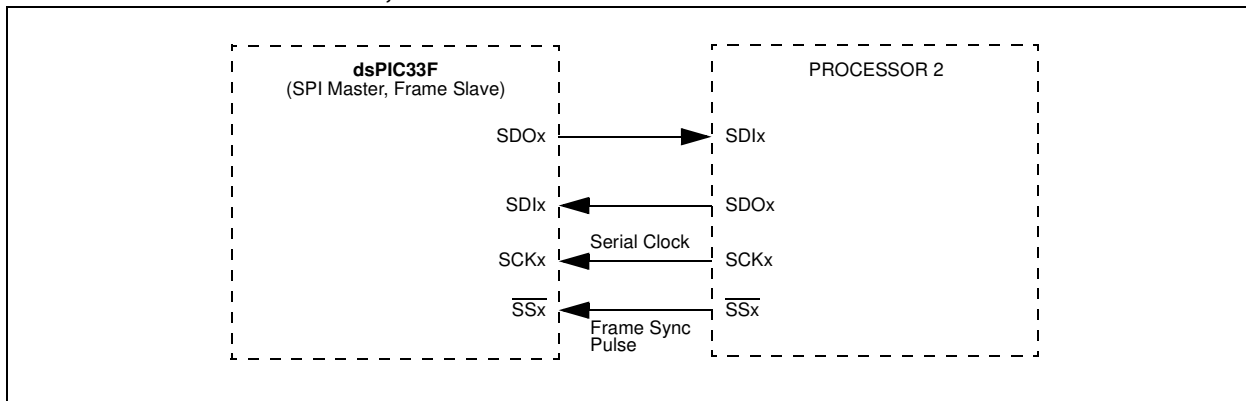 dsPIC33F
(SPI Master, Frame Slave)
PROCESSOR 2
SDOx
SDIx
SDIx
SDOx
Serial Clock
SCKx
SCKx
SSx
SSx
Frame Sync
Pulse